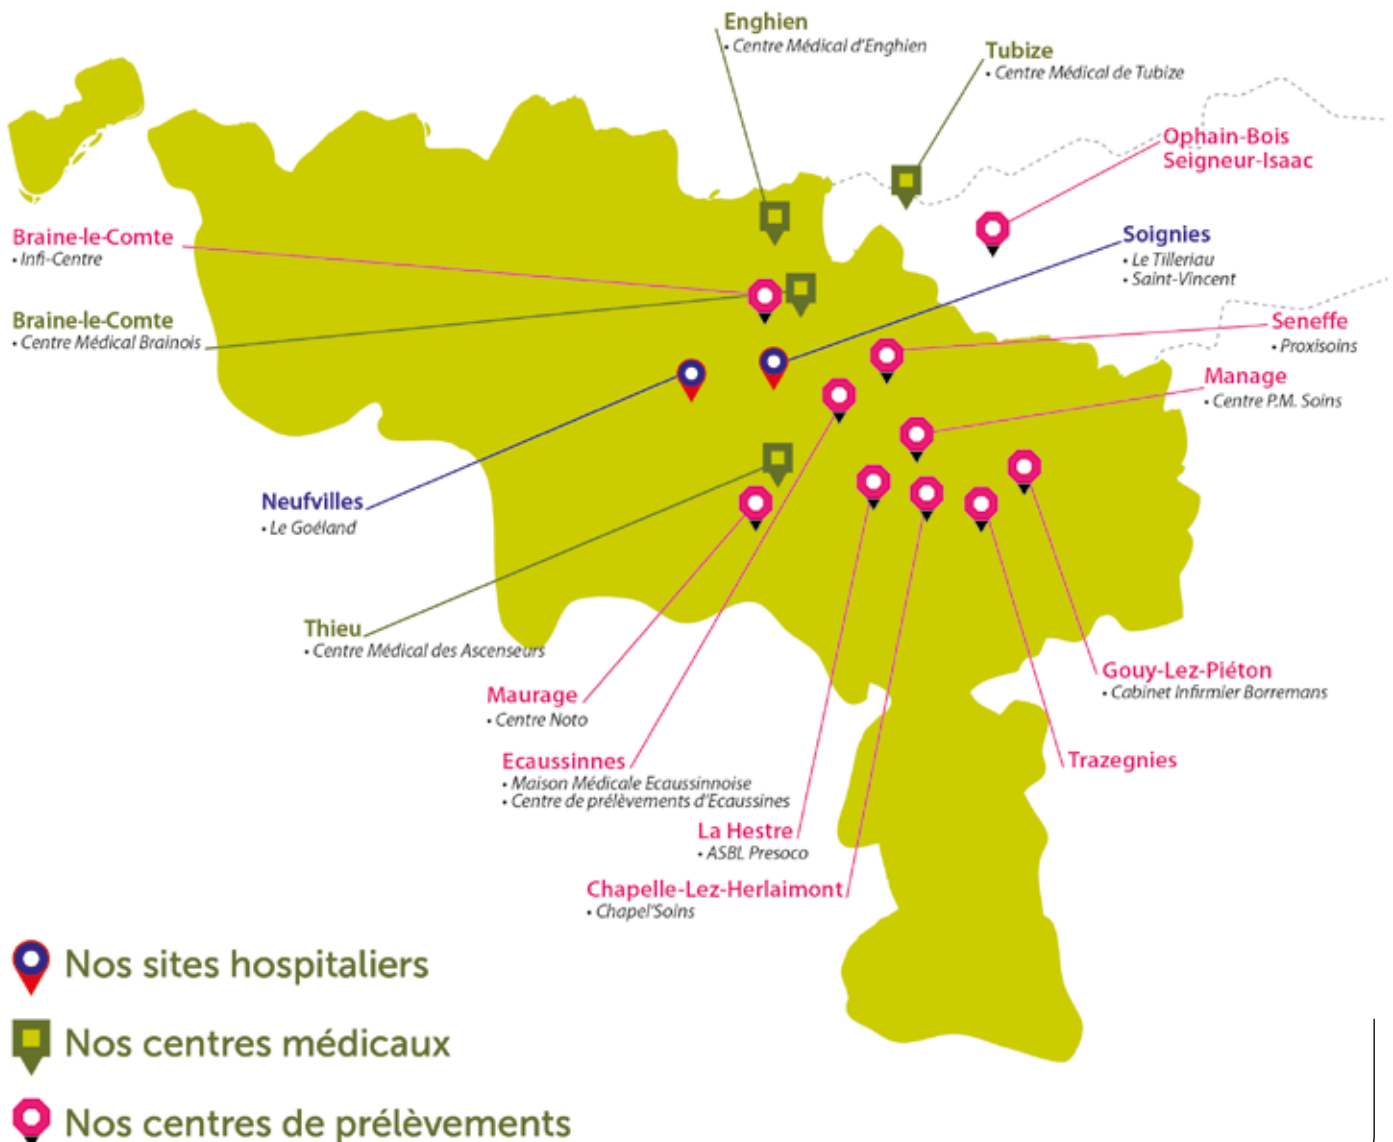 Enghien
• Centre Médical d'Enghien
Tubize
• Centre Médical de Tubize
Ophain-Bois
Seigneur-Isaac
Braine-le-Comte
• Infi-Centre
Soignies
• Le Tilleriau
• Saint-Vincent
Braine-le-Comte
• Centre Médical Brainois
Seneffe
• Proxisoins
Manage
• Centre P.M. Soins
Neufvilles
• Le Goéland
Thieu
• Centre Médical des Ascenseurs
Gouy-Lez-Piéton
• Cabinet Infirmier Borremans
Maurage
• Centre Noto
Ecaussinnes
• Maison Médicale Ecaussinnoise
• Centre de prélèvements d'Ecaussines
Trazegnies
La Hestre
• ASBL Presoco
Chapelle-Lez-Herlaimont
• Chapel'Soins
Nos sites hospitaliers
Nos centres médicaux
Nos centres de prélèvements